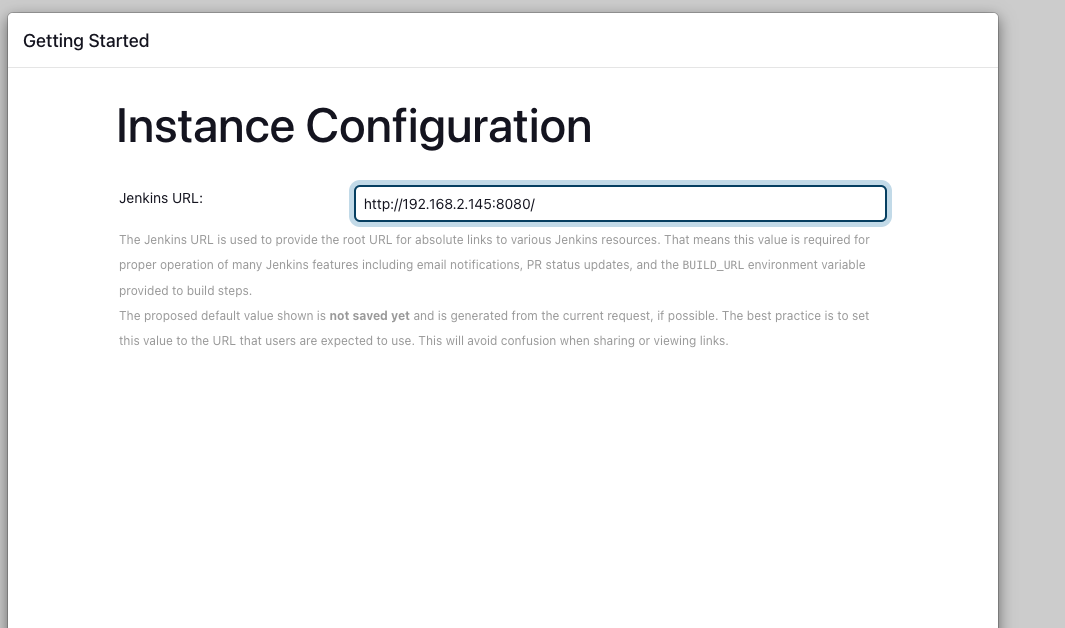 Getting Started
Instance Configuration
Jenkins URL:
http://192.168.2.145:8080/
The Jenkins URL is used to provide the root URL for absolute links to various Jenkins resources. That means this value is required for
proper operation of many Jenkins features including email notifications, PR status updates, and the BUILD_URL environment variable
provided to build steps.
The proposed default value shown is not saved yet and is generated from the current request, if possible. The best practice is to set
this value to the URL that users are expected to use. This will avoid confusion when sharing or viewing links.